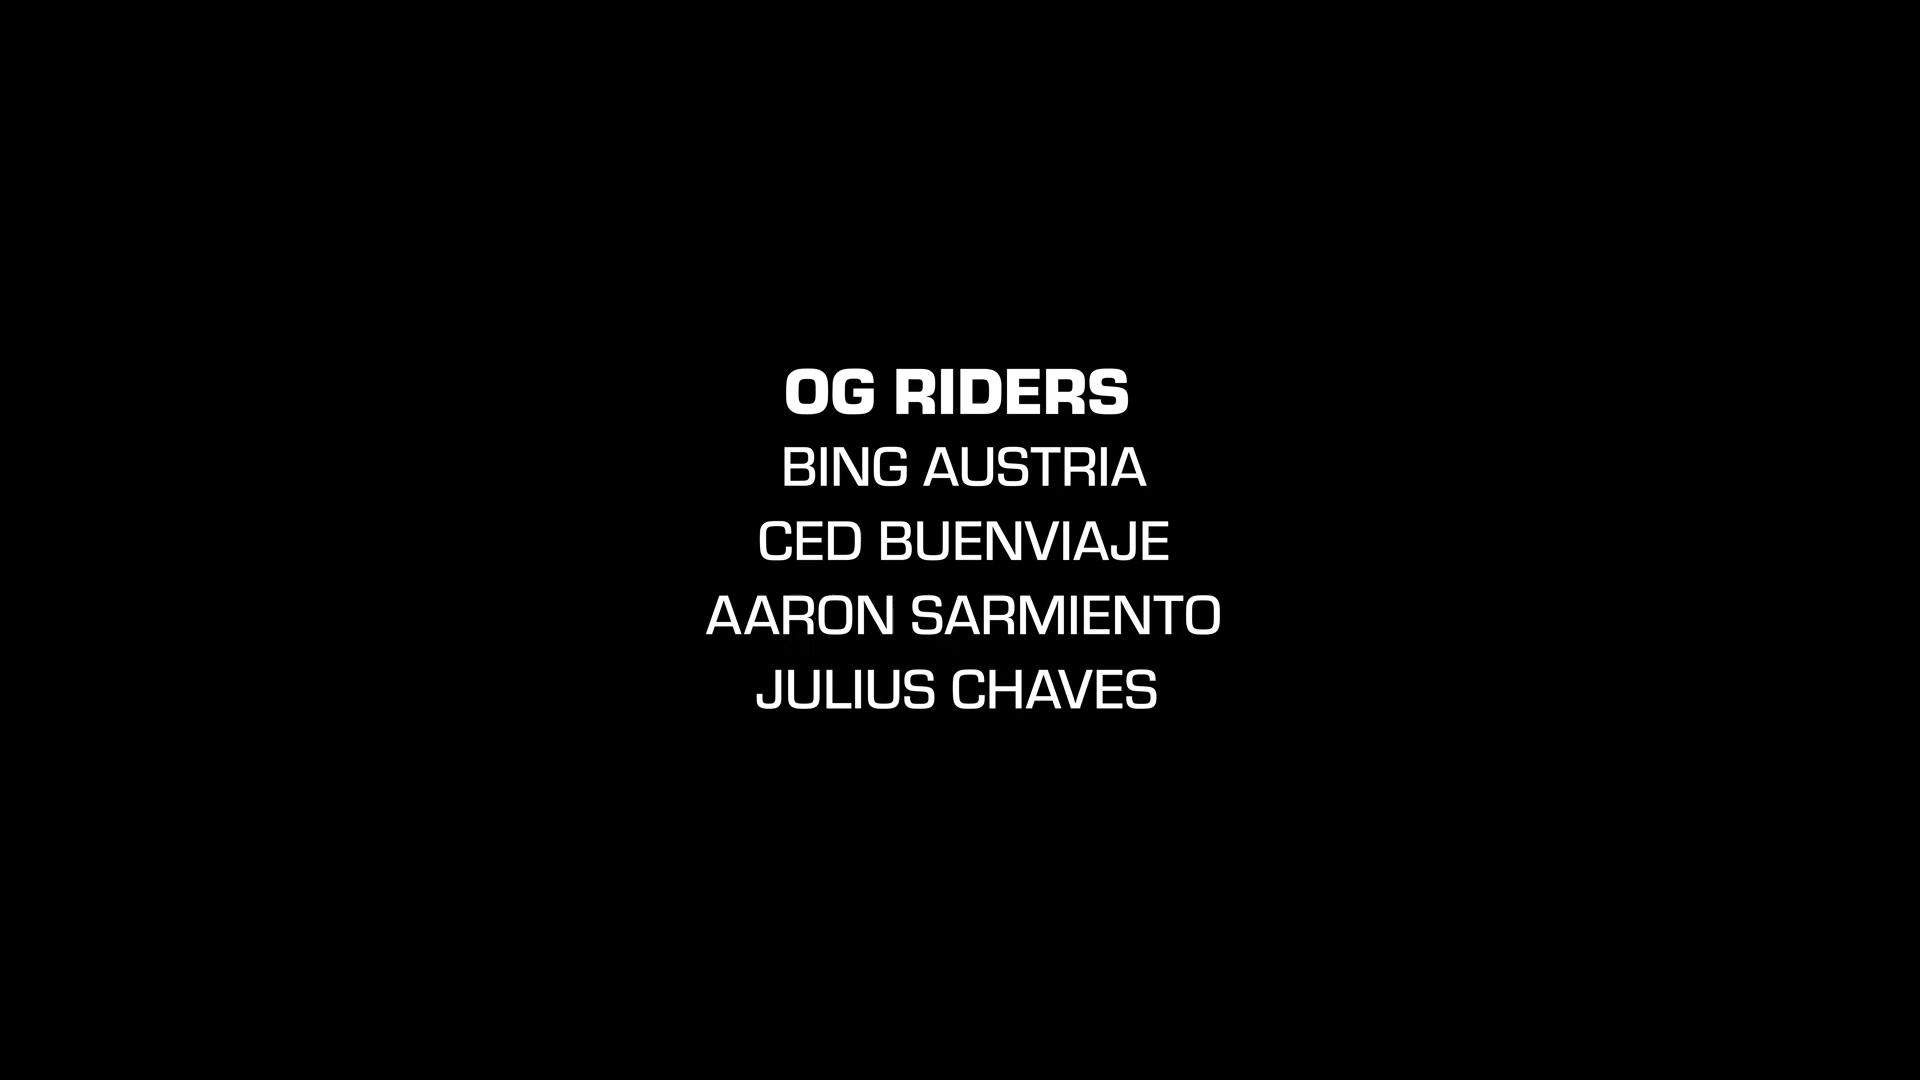 OG RIDERS
BING AUSTRIA
CED BUENVIAJE
AARON SARMIENTO
JULIUS CHAVES